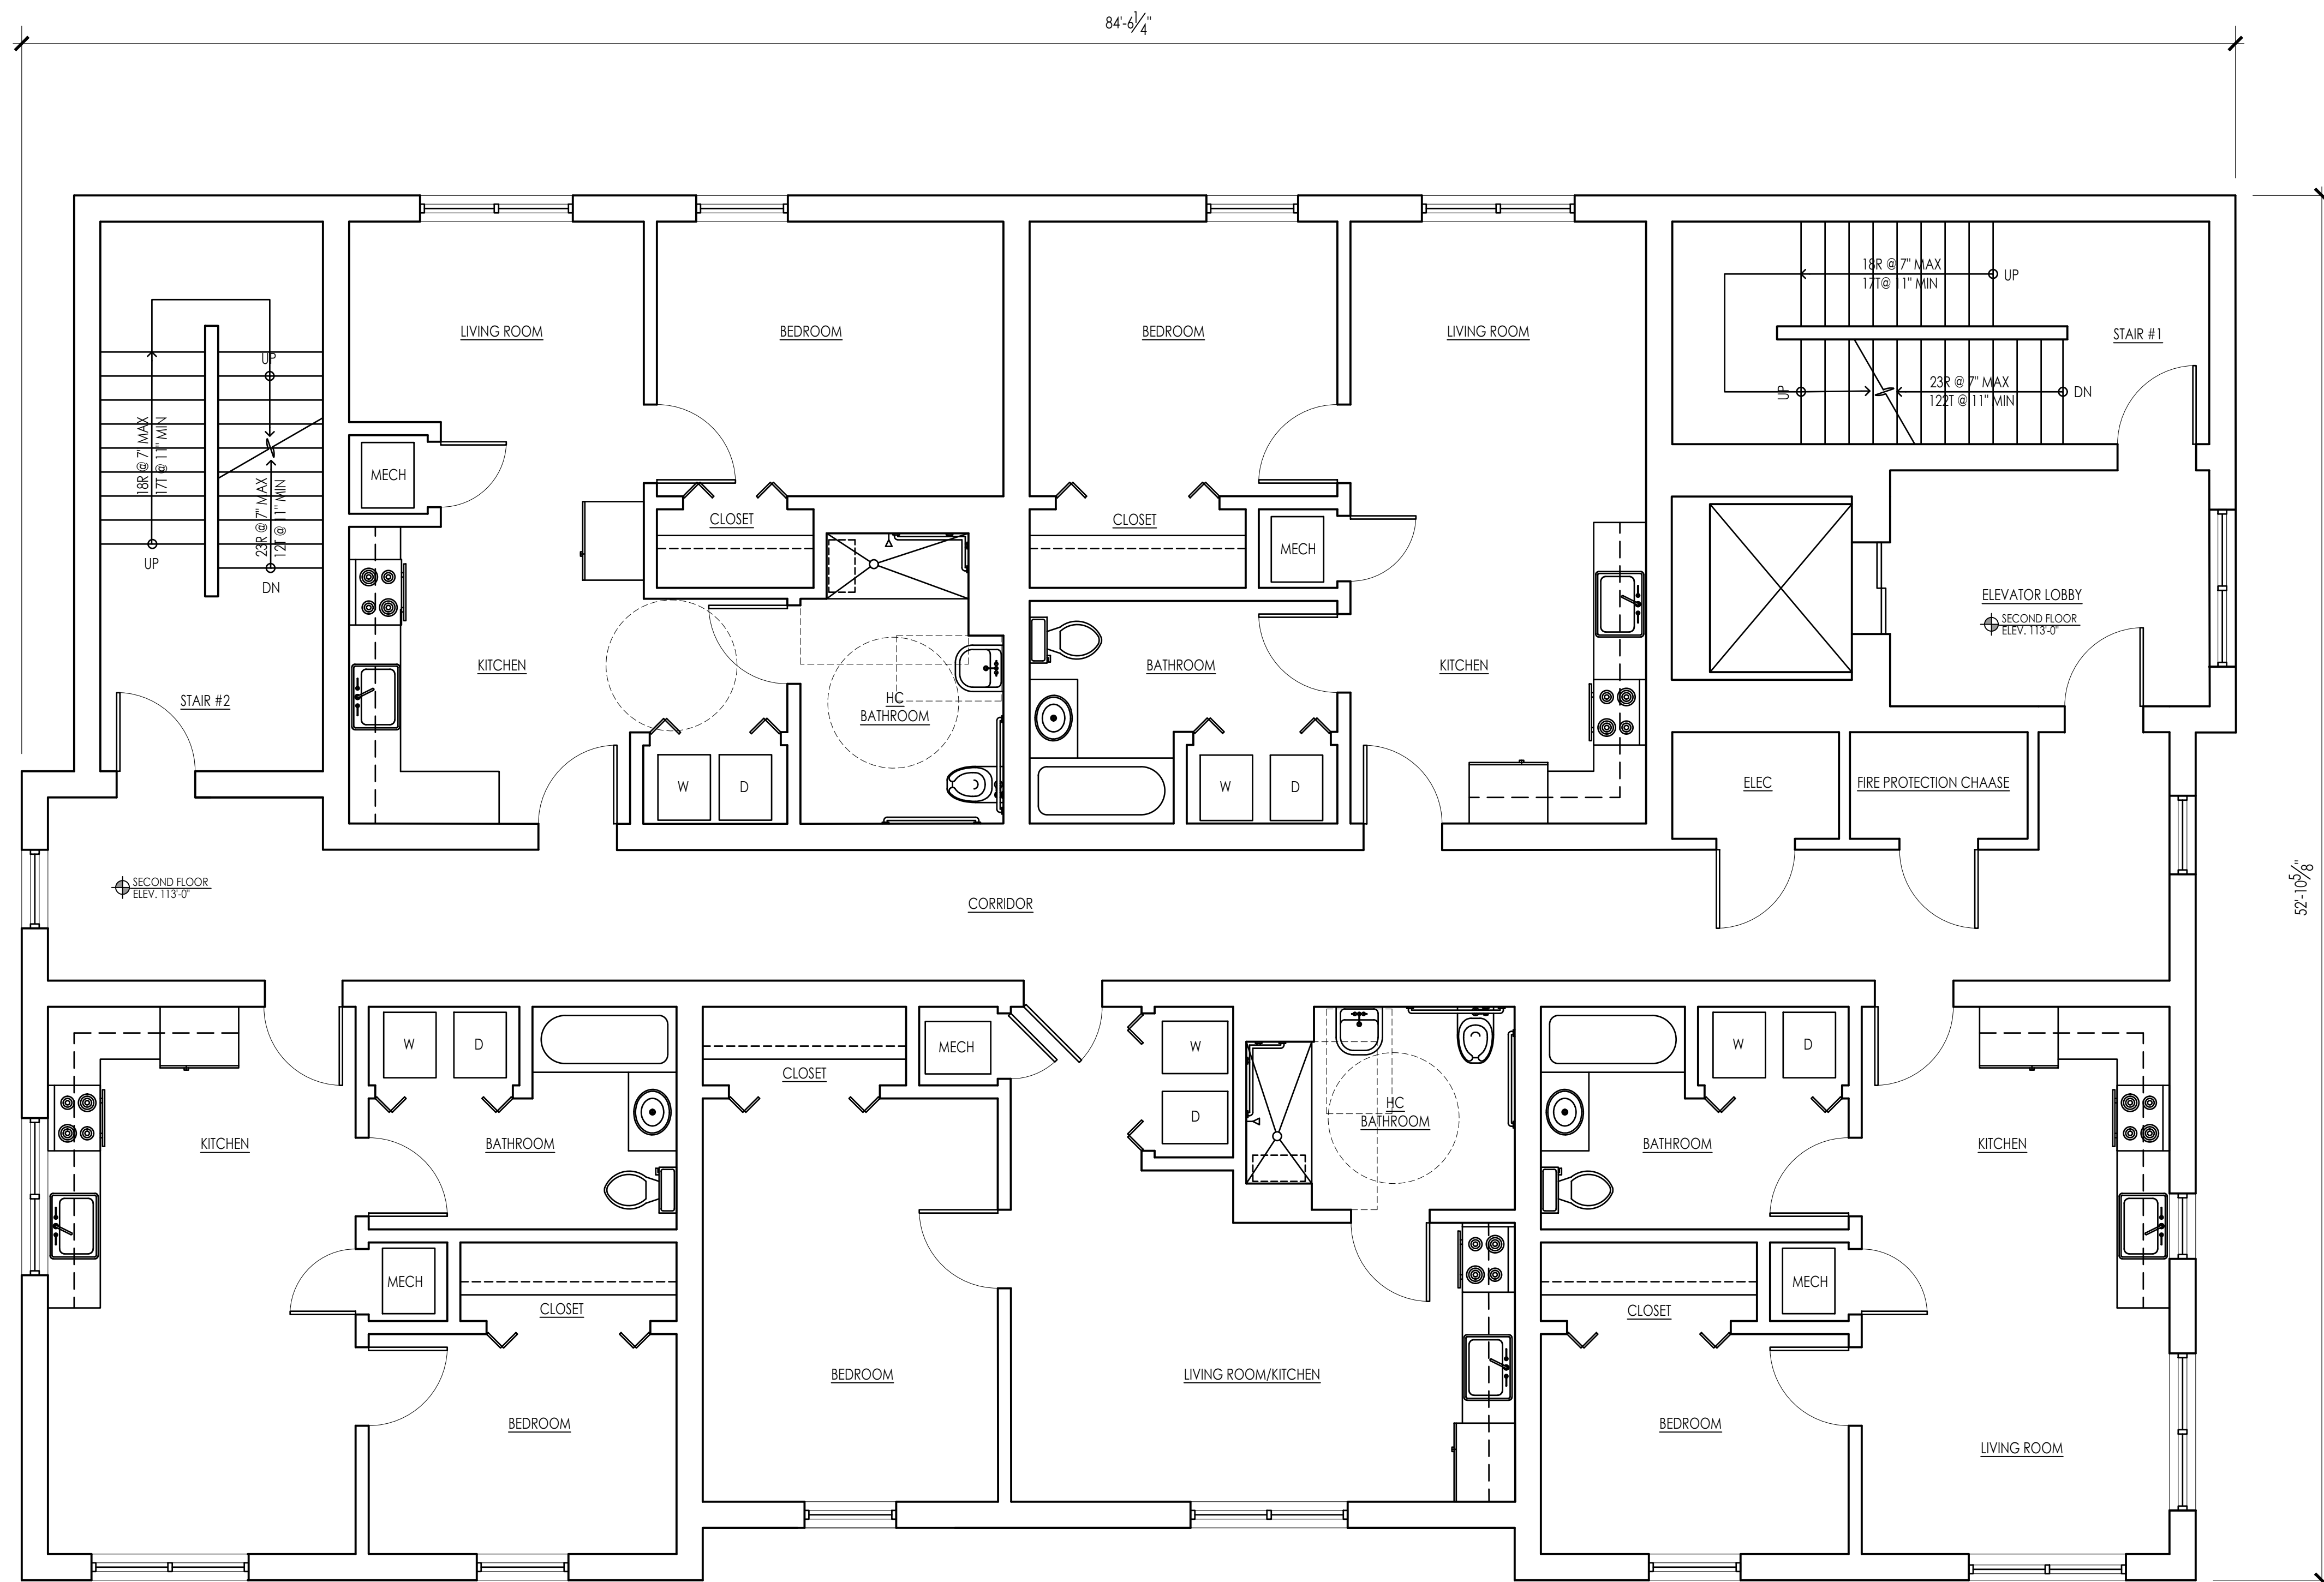 84'-6 1/4"
18R @ 7" MAX
17T@ 11" MIN
UP
LIVING ROOM
BEDROOM
BEDROOM
LIVING ROOM
STAIR #1
UP
23R @ 7" MAX
122T @ 11" MIN
UP
DN
18R @ 7" MAX
17T @ 11" MIN
23R @ 7" MAX
12T @ 11" MIN
UP
DN
MECH
CLOSET
CLOSET
MECH
ELEVATOR LOBBY
SECOND FLOOR
ELEV. 113'-0"
STAIR #2
KITCHEN
HC
BATHROOM
BATHROOM
KITCHEN
W
D
W
D
ELEC
FIRE PROTECTION CHAASE
SECOND FLOOR
ELEV. 113'-0"
CORRIDOR
52'-10 5/8"
W
D
CLOSET
MECH
W
D
HC
BATHROOM
W
D
KITCHEN
BATHROOM
BATHROOM
KITCHEN
MECH
CLOSET
MECH
CLOSET
BEDROOM
BEDROOM
LIVING ROOM/KITCHEN
BEDROOM
LIVING ROOM